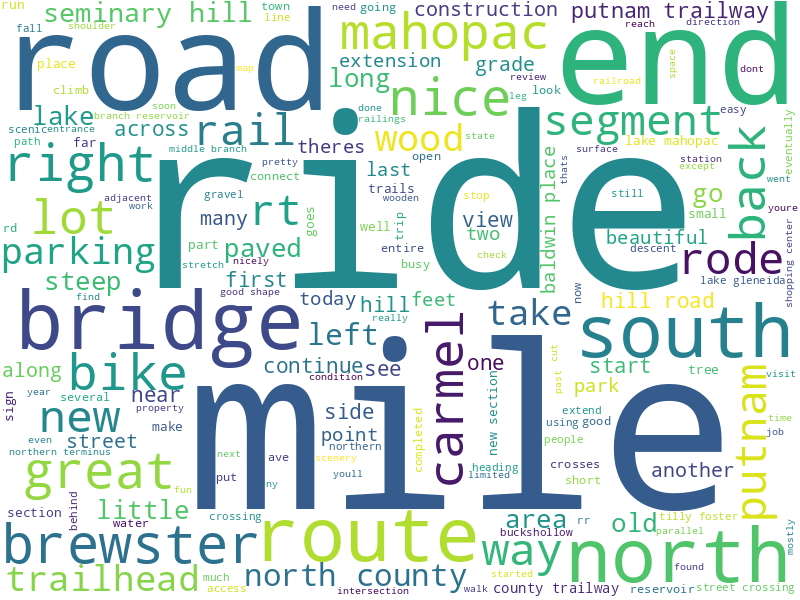 run
seminary hill
town
line
need going
construction
putnam trailway
fall
road
shoulder
mahopac
reach
direction
end
place
extension
grade
look
map
space
dont
climb
long
review
leg
railroad
soon
branch reservoir
nice
done
railings
easy
lake
scenic
entrance
across
rail
theres
wood
state
segment
lake mahopac
path
far
middle branch
pretty
open
surface
station
except
eventually
right
ride
connect
last
thats
back
went
adjacent
work
gravel
trails
wooden
stop
still
go
small
youre
rd
lot
many
rt
goes
well
trip
view
two
baldwin place
beautiful
descent
shopping center
parking
part
paved
entire
busy
check
rode
steep
stretch
nicely
first
now
lake gleneida
find
good shape
today
hill
feet
hill road
bridge
really
left
carmel
take
south
along
bike
continue
see
one
past cut
start
tree
visit
sign
year
several
near
condition
mile
new section
park
extend
property
new
make
side
completed
using
good
putnam
time
job
even
street
point
northern
people
northern terminus
next
scenery
heading
crosses
another
great
fun
put
ave
ny
youll
limited
short
section
behind
little
water
crossing
area
rr
old
tilly foster
mostly
brewster
route
buckshollow
way
parallel
north
found
trailhead
much
access
north county
started
walk
county trailway
reservoir
street crossing
intersection